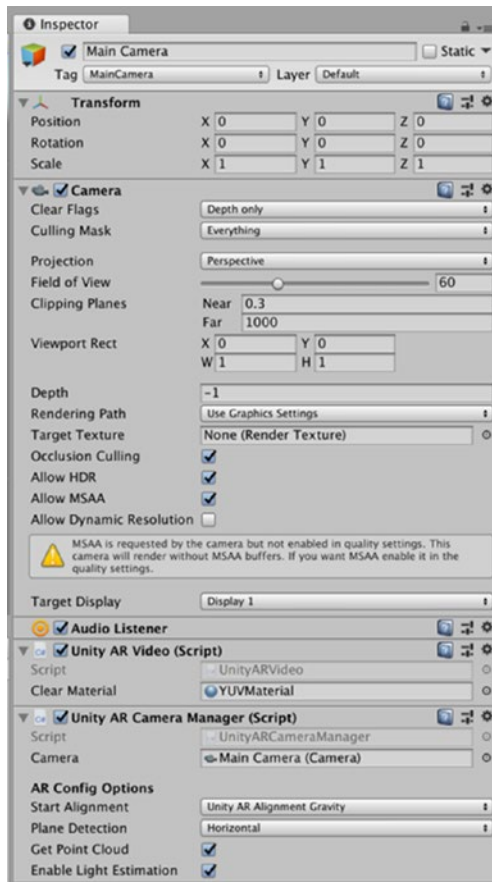 Inspector
Main Camera Static
Tag MainCamera Layer Default
Transform
Position X 0 Y 0 Z 0
Rotation X 0 Y 0 Z 0
Scale X 1 Y 1 Z 1
Camera
Clear Flags Depth only
Culling Mask Everything
Projection Perspective
Field of View 60
Clipping Planes Near 0.3
Far 1000
Viewport Rect X 0 Y 0
W 1 H 1
Depth -1
Rendering Path Use Graphics Settings
Target Texture None (Render Texture)
Occlusion Culling
Allow HDR
Allow MSAA
Allow Dynamic Resolution
MSAA is requested by the camera but not enabled in quality settings. This
camera will render without MSAA buffers. If you want MSAA enable it in the
quality settings.
Target Display Display 1
Audio Listener
Unity AR Video (Script)
Script UnityARVideo
Clear Material YUVMaterial
Unity AR Camera Manager (Script)
Script UnityARCameraManager
Camera Main Camera (Camera)
AR Config Options
Start Alignment Unity AR Alignment Gravity
Plane Detection Horizontal
Get Point Cloud
Enable Light Estimation